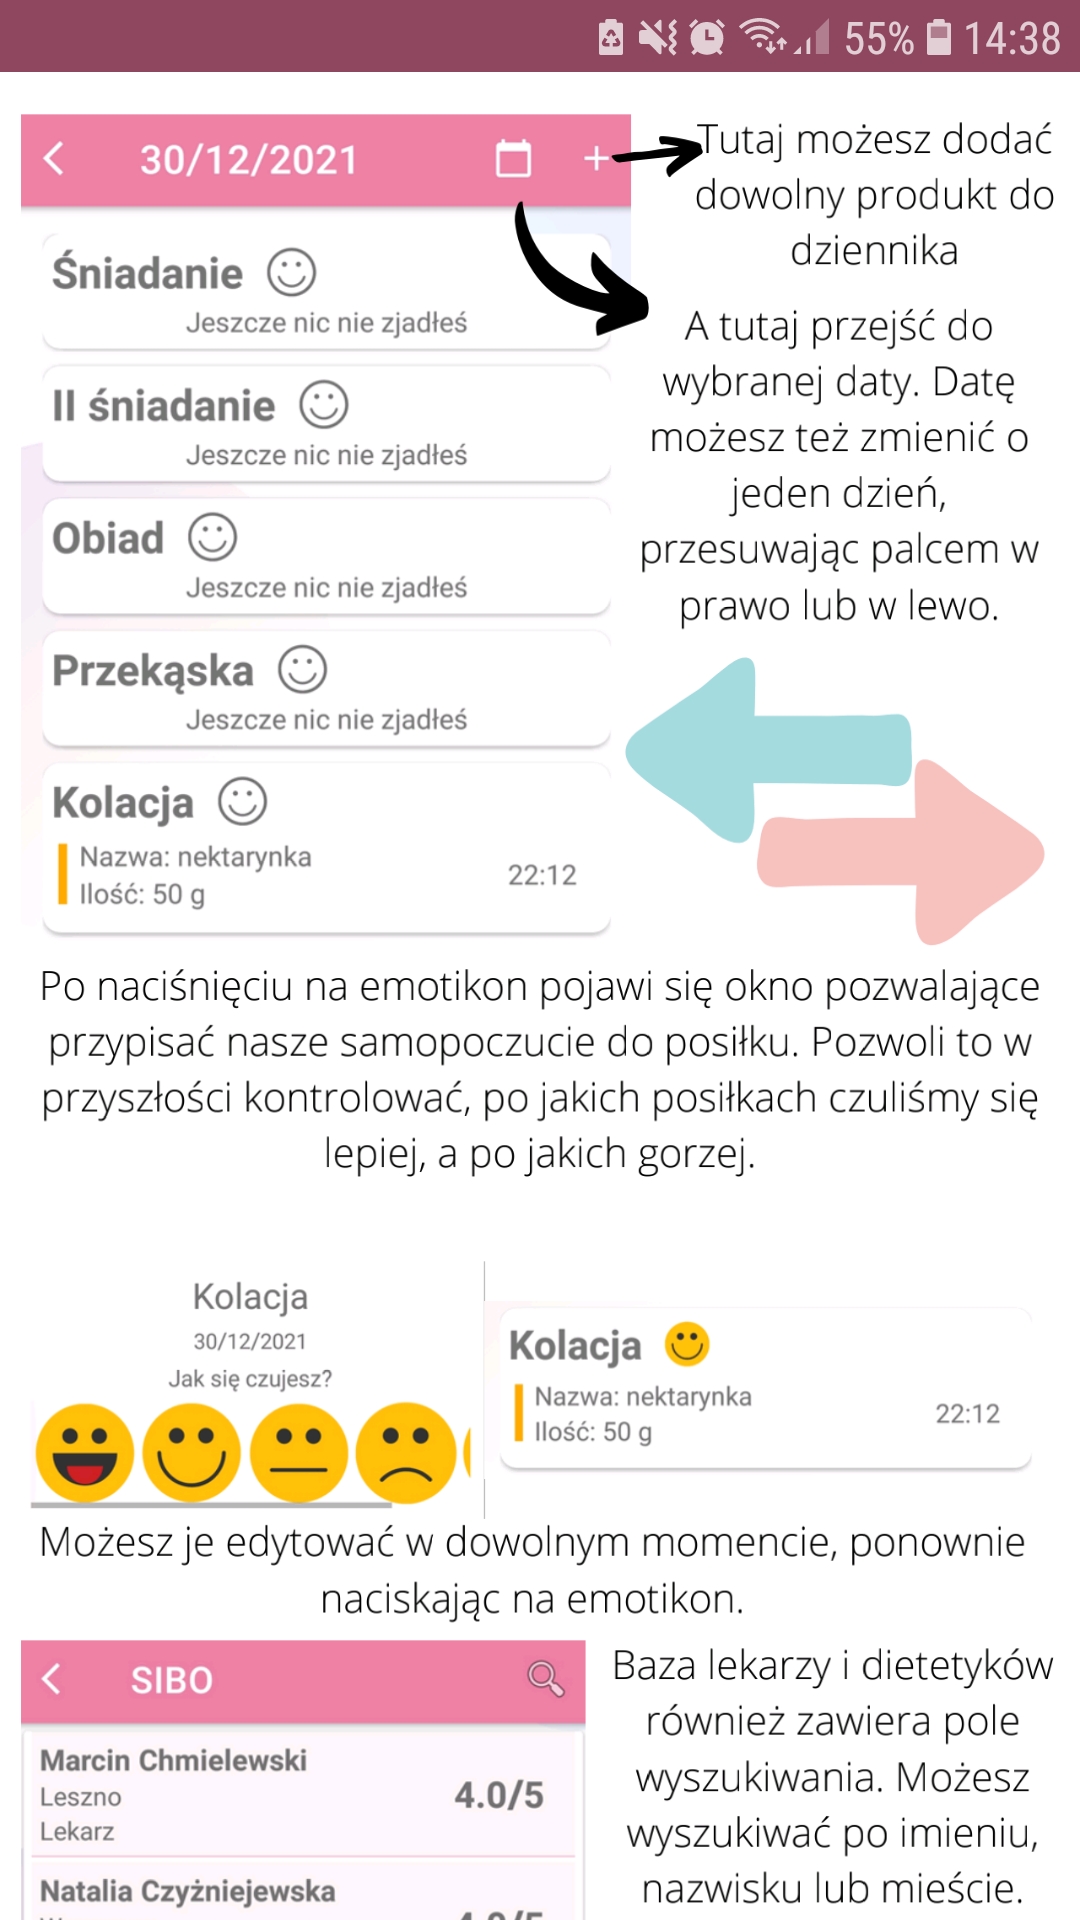 55% 14:38
30/12/2021 +
Tutaj możesz dodać
dowolny produkt do
dziennika
Śniadanie
Jeszcze nic nie zjadłeś
II śniadanie
Jeszcze nic nie zjadłeś
Obiad
Jeszcze nic nie zjadłeś
Przekąska
Jeszcze nic nie zjadłeś
Kolacja
Nazwa: nektarynka
Ilość: 50 g
22:12
A tutaj przejść do
wybranej daty. Datę
możesz też zmienić o
jeden dzień,
przesuwając palcem w
prawo lub w lewo.
Po naciśnięciu na emotikon pojawi się okno pozwalające
przypisać nasze samopoczucie do posiłku. Pozwoli to w
przyszłości kontrolować, po jakich posiłkach czuliśmy się
lepiej, a po jakich gorzej.
Kolacja
30/12/2021
Jak się czujesz?
Kolacja
Nazwa: nektarynka
Ilość: 50 g
22:12
Możesz je edytować w dowolnym momencie, ponownie
naciskając na emotikon.
SIBO
Marcin Chmielewski
Leszno
Lekarz
4.0/5
Natalia Czyżniejewska
Baza lekarzy i dietetyków
również zawiera pole
wyszukiwania. Możesz
wyszukiwać po imieniu,
nazwisku lub mieście.